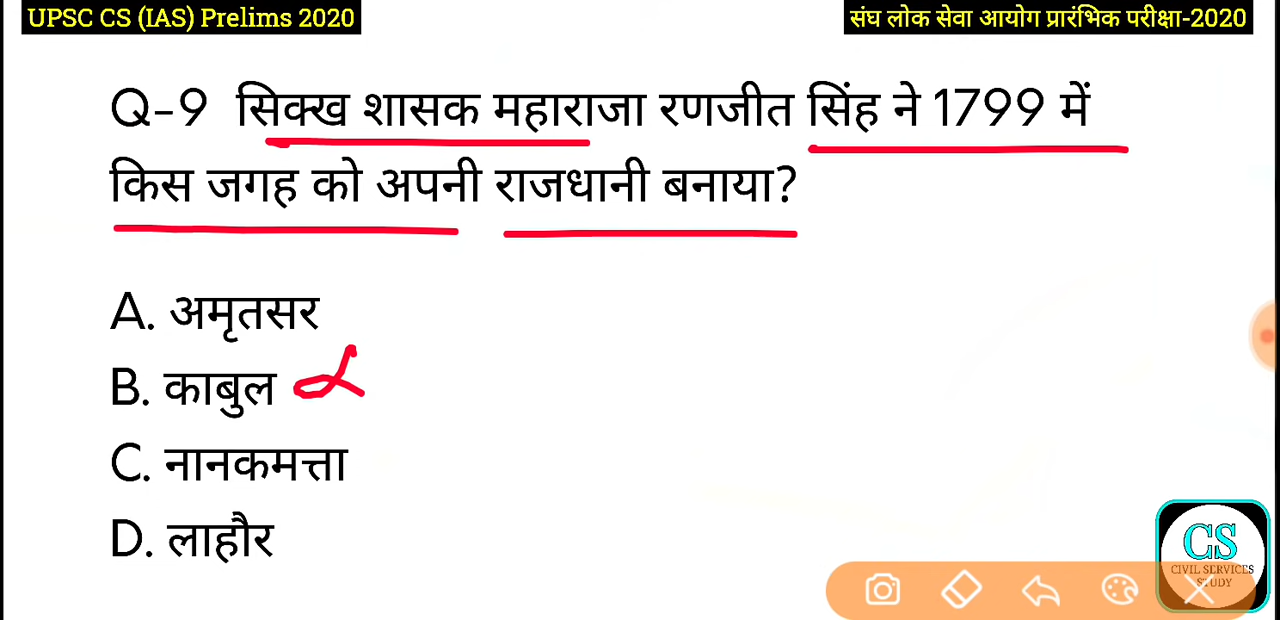 UPSC CS (IAS) Prelims 2020
संघ लोक सेवा आयोग प्रारंभिक परीक्षा-2020
Q-9 सिक्ख शासक महाराजा रणजीत सिंह ने 1799 में
किस जगह को अपनी राजधानी बनाया?
A. अमृतसर
B. काबुल
C. नानकमत्ता
D. लाहौर
CS
CIVIL SERVICES
STUDY